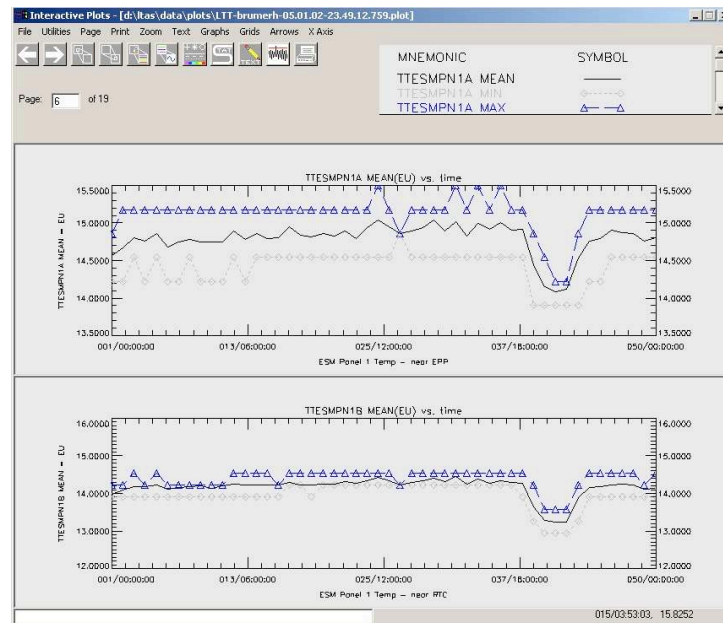 Interactive Plots - [d:\ltas\data\plots\LTT-brumerh-05.01.02-23.49.12.759.plot]
File Utilities Page Print Zoom Text Graphs Grids Arrows X Axis
STAT
TEXT
MNEMONIC SYMBOL
TTESMPN1A MEAN
TTESMPN1A MIN
TTESMPN1A MAX
Page: 6 of 19
TTESMPN1A MEAN(EU) vs. time
TTESMPN1A MEAN - EU
15.5000 15.5000
15.0000 15.0000
14.5000 14.5000
14.0000 14.0000
13.5000 13.5000
001/00:00:00 013/06:00:00 025/12:00:00 037/18:00:00 050/00:00:00
ESM Panel 1 Temp - near EPP
TTESMPN1B MEAN(EU) vs. time
TTESMPN1B MEAN - EU
16.0000 16.0000
15.0000 15.0000
14.0000 14.0000
13.0000 13.0000
12.0000 12.0000
001/00:00:00 013/06:00:00 025/12:00:00 037/18:00:00 050/00:00:00
ESM Panel 1 Temp - near RTC
015/03:53:03, 15.8252